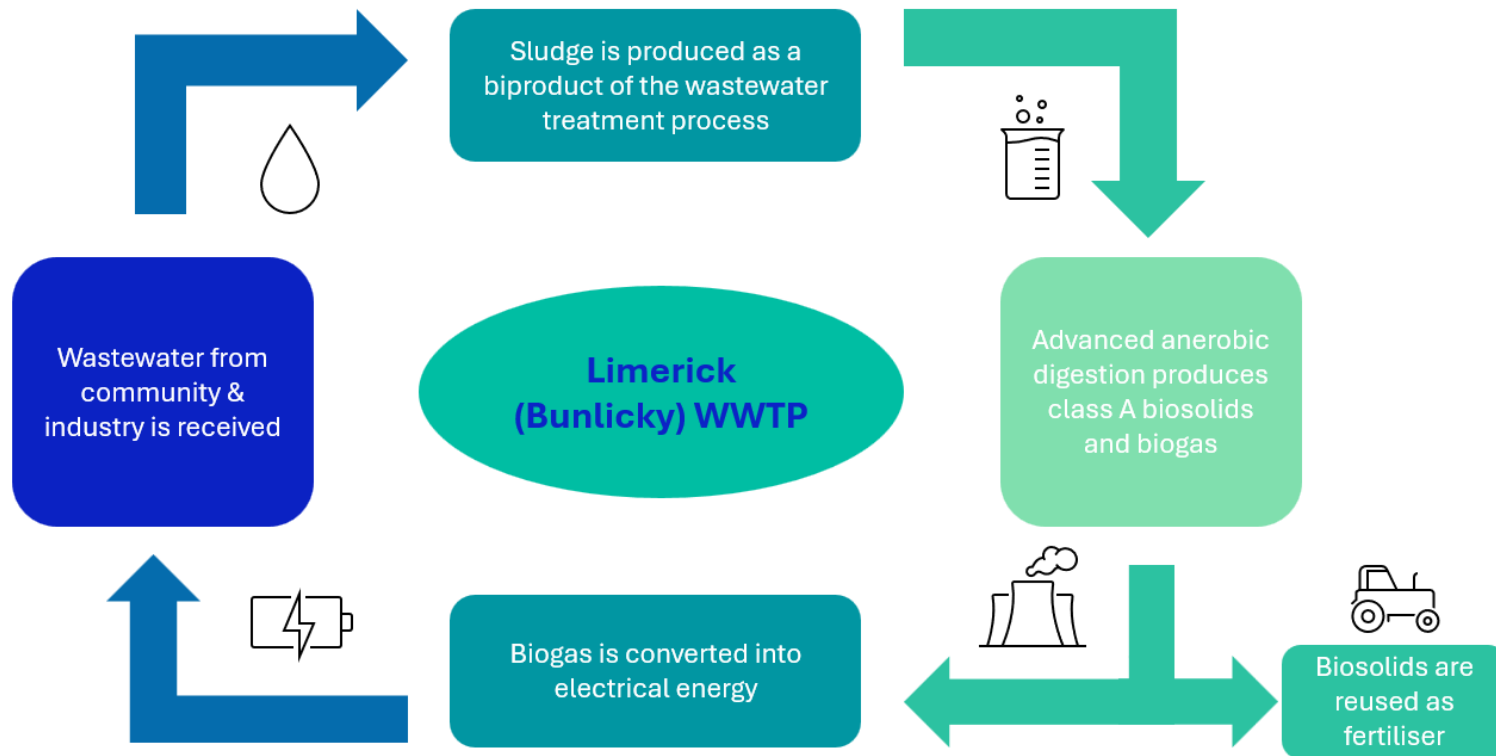 Sludge is produced as a
biproduct of the wastewater
treatment process
Wastewater from
community &
industry is received
Limerick
(Bunlicky) WWTP
Advanced anerobic
digestion produces
class A biosolids
and biogas
Biogas is converted into
electrical energy
Biosolids are
reused as
fertiliser